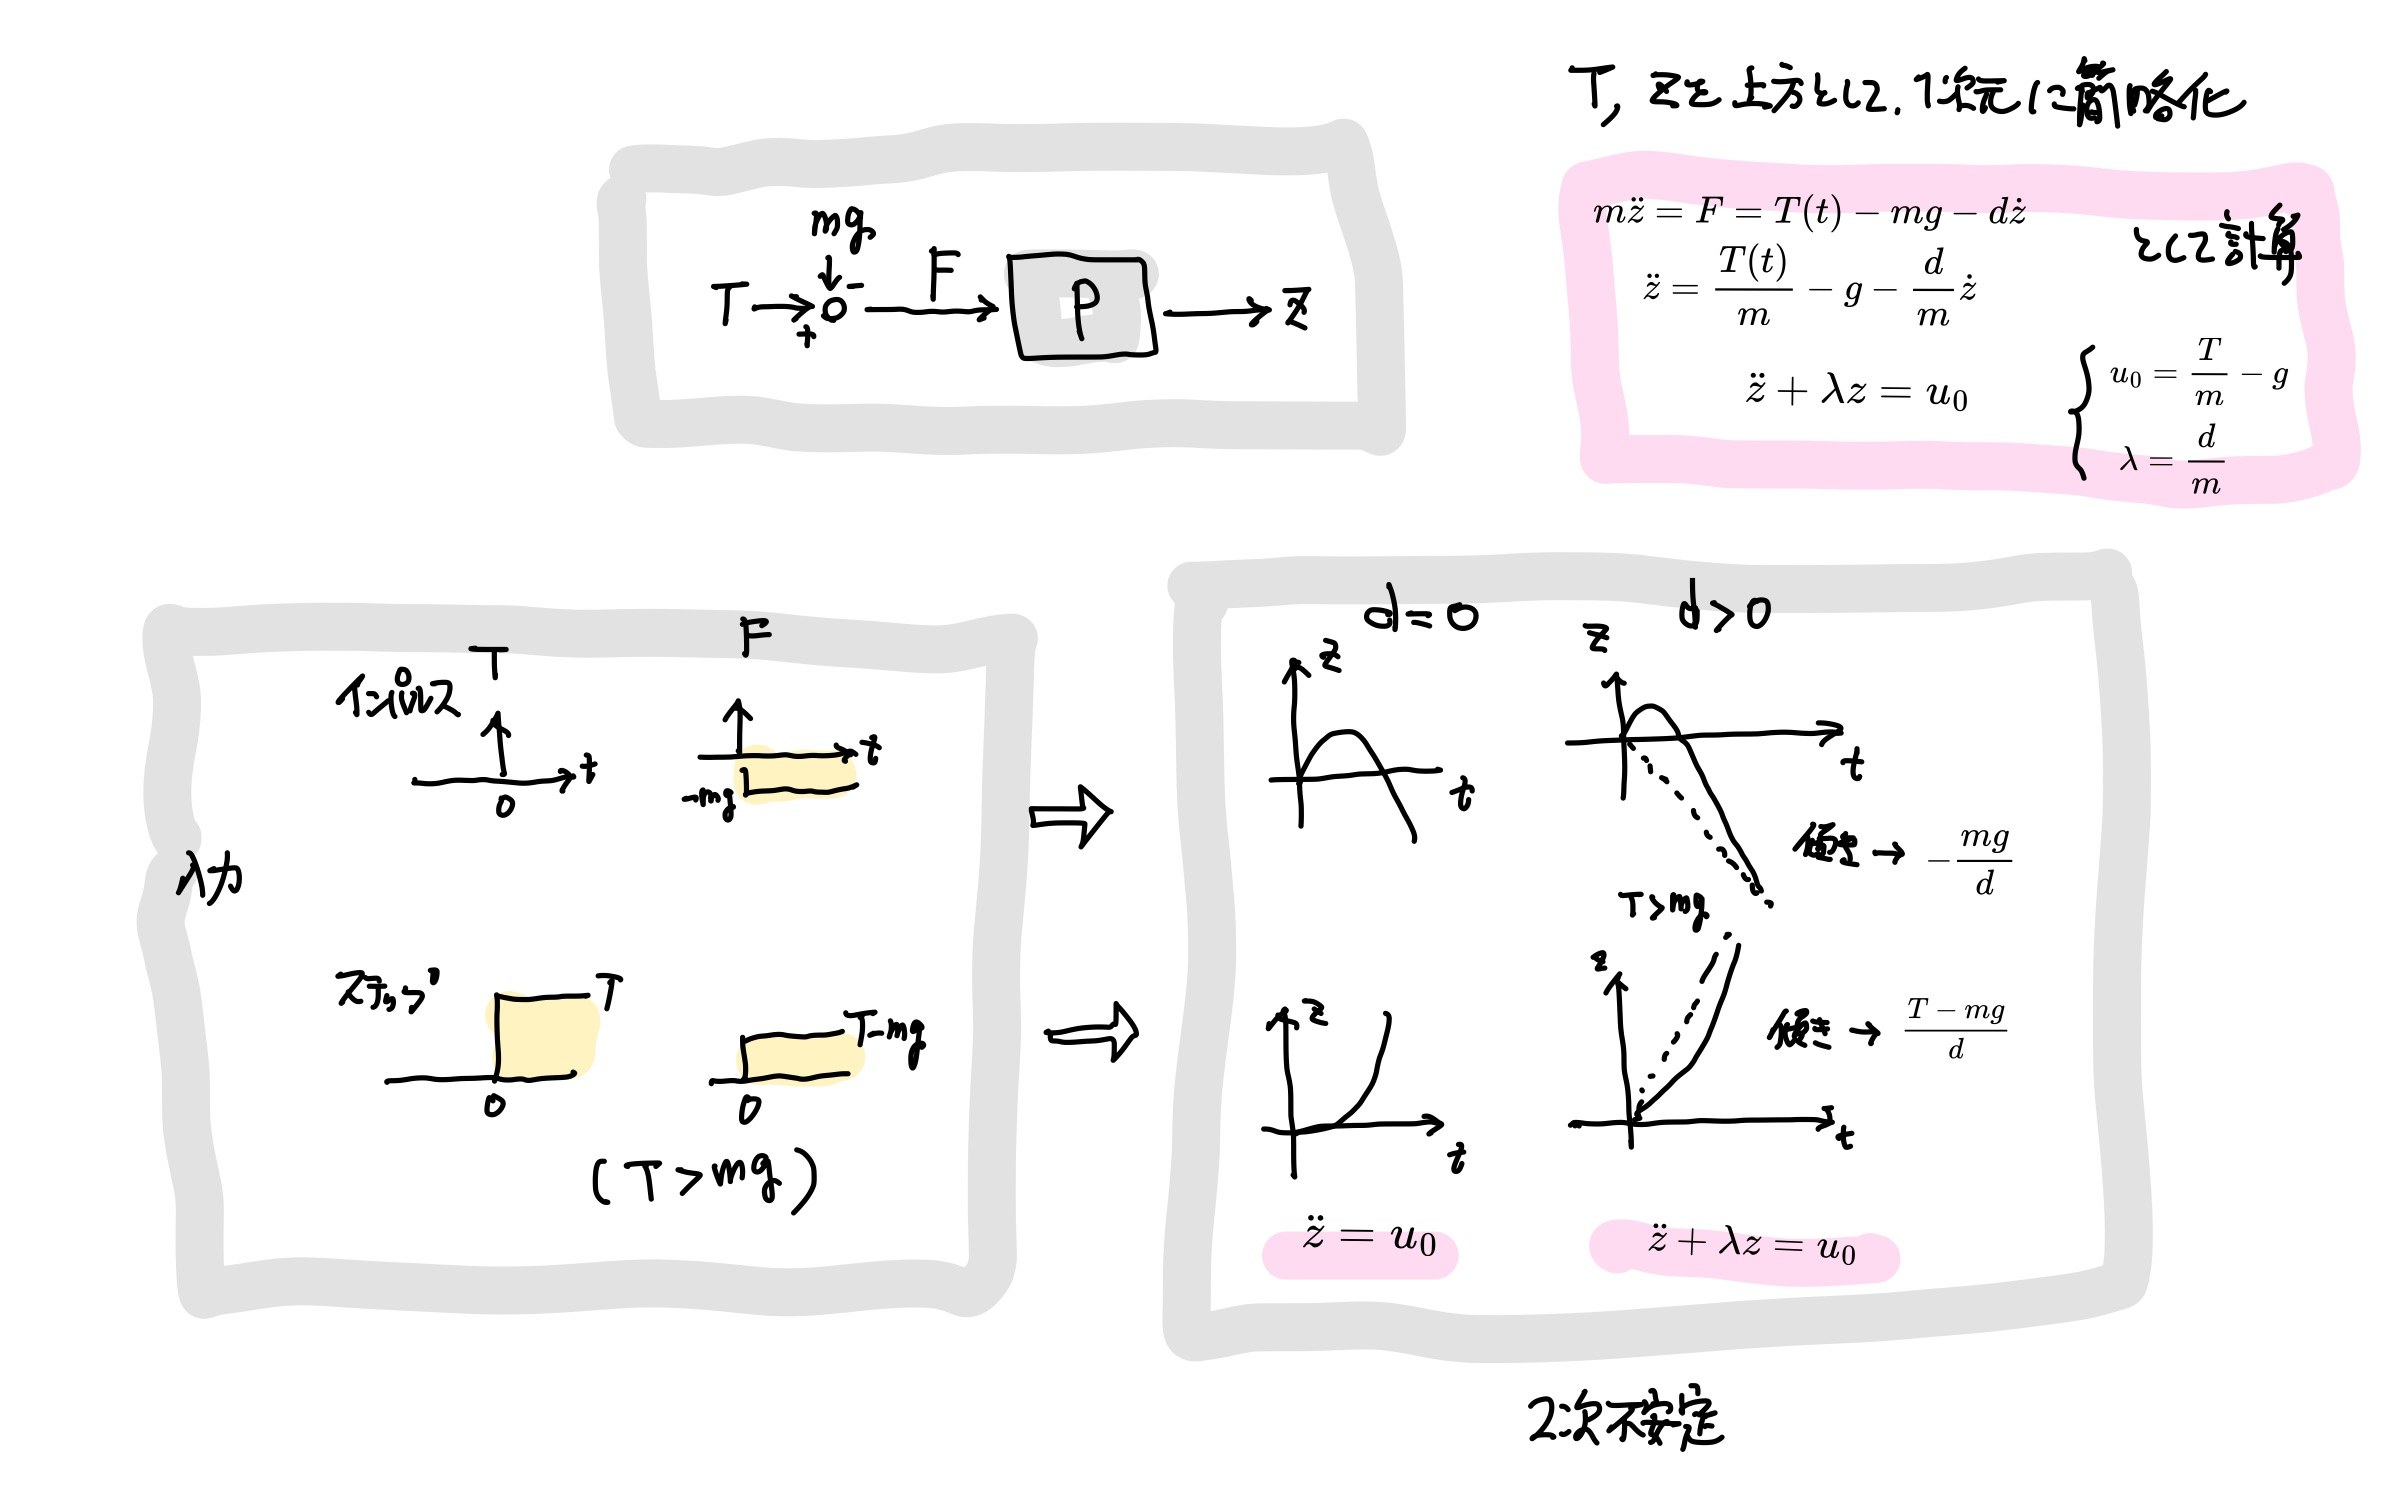 T, zを上方として、1次元に簡略化
mz̈ = F = T(t) − mg − dż
として計算
z̈ = T(t)/m − g − d/m ż
z̈ + λz = u₀
u₀ = T/m − g
λ = d/m
mg
T
+
−
F
P
z
入力
T
F
インパルス
t
0
t
−mg
ステップ
T
0
T−mg
0
(T > mg)
d = 0
d > 0
z
t
z
t
傾き → −mg/d
T > mg
z
t
z
t
傾き → T − mg/d
z̈ = u₀
z̈ + λz = u₀
2次不安定